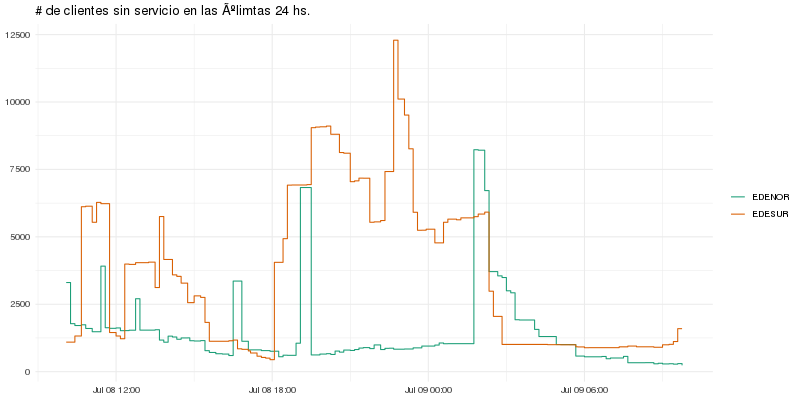 # de clientes sin servicio en las Ãºlimtas 24 hs.
12500
10000
7500
5000
2500
0
Jul 08 12:00
Jul 08 18:00
Jul 09 00:00
Jul 09 06:00
EDENOR
EDESUR